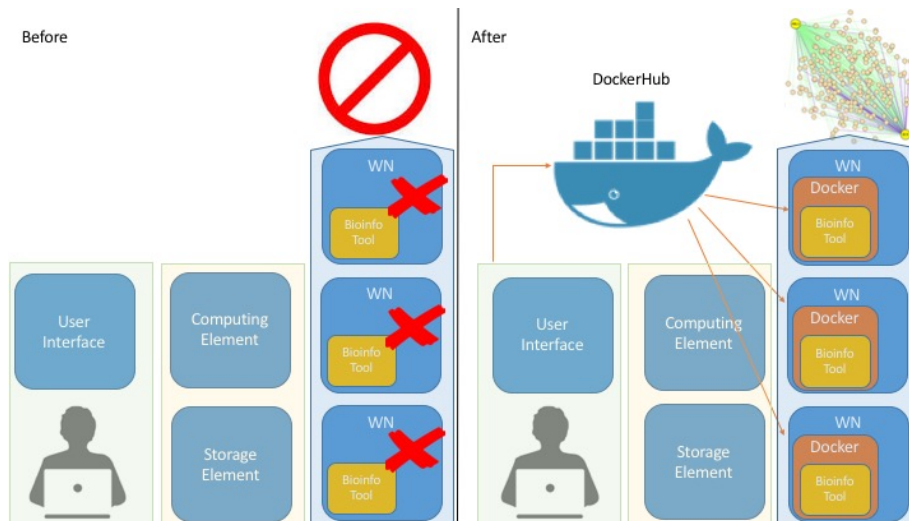 Before
WN
Bioinfo
Tool
User
Interface
Computing
Element
WN
Bioinfo
Tool
Storage
Element
WN
Bioinfo
Tool
After
DockerHub
WN
Docker
Bioinfo
Tool
User
Interface
Computing
Element
WN
Docker
Bioinfo
Tool
Storage
Element
WN
Docker
Bioinfo
Tool